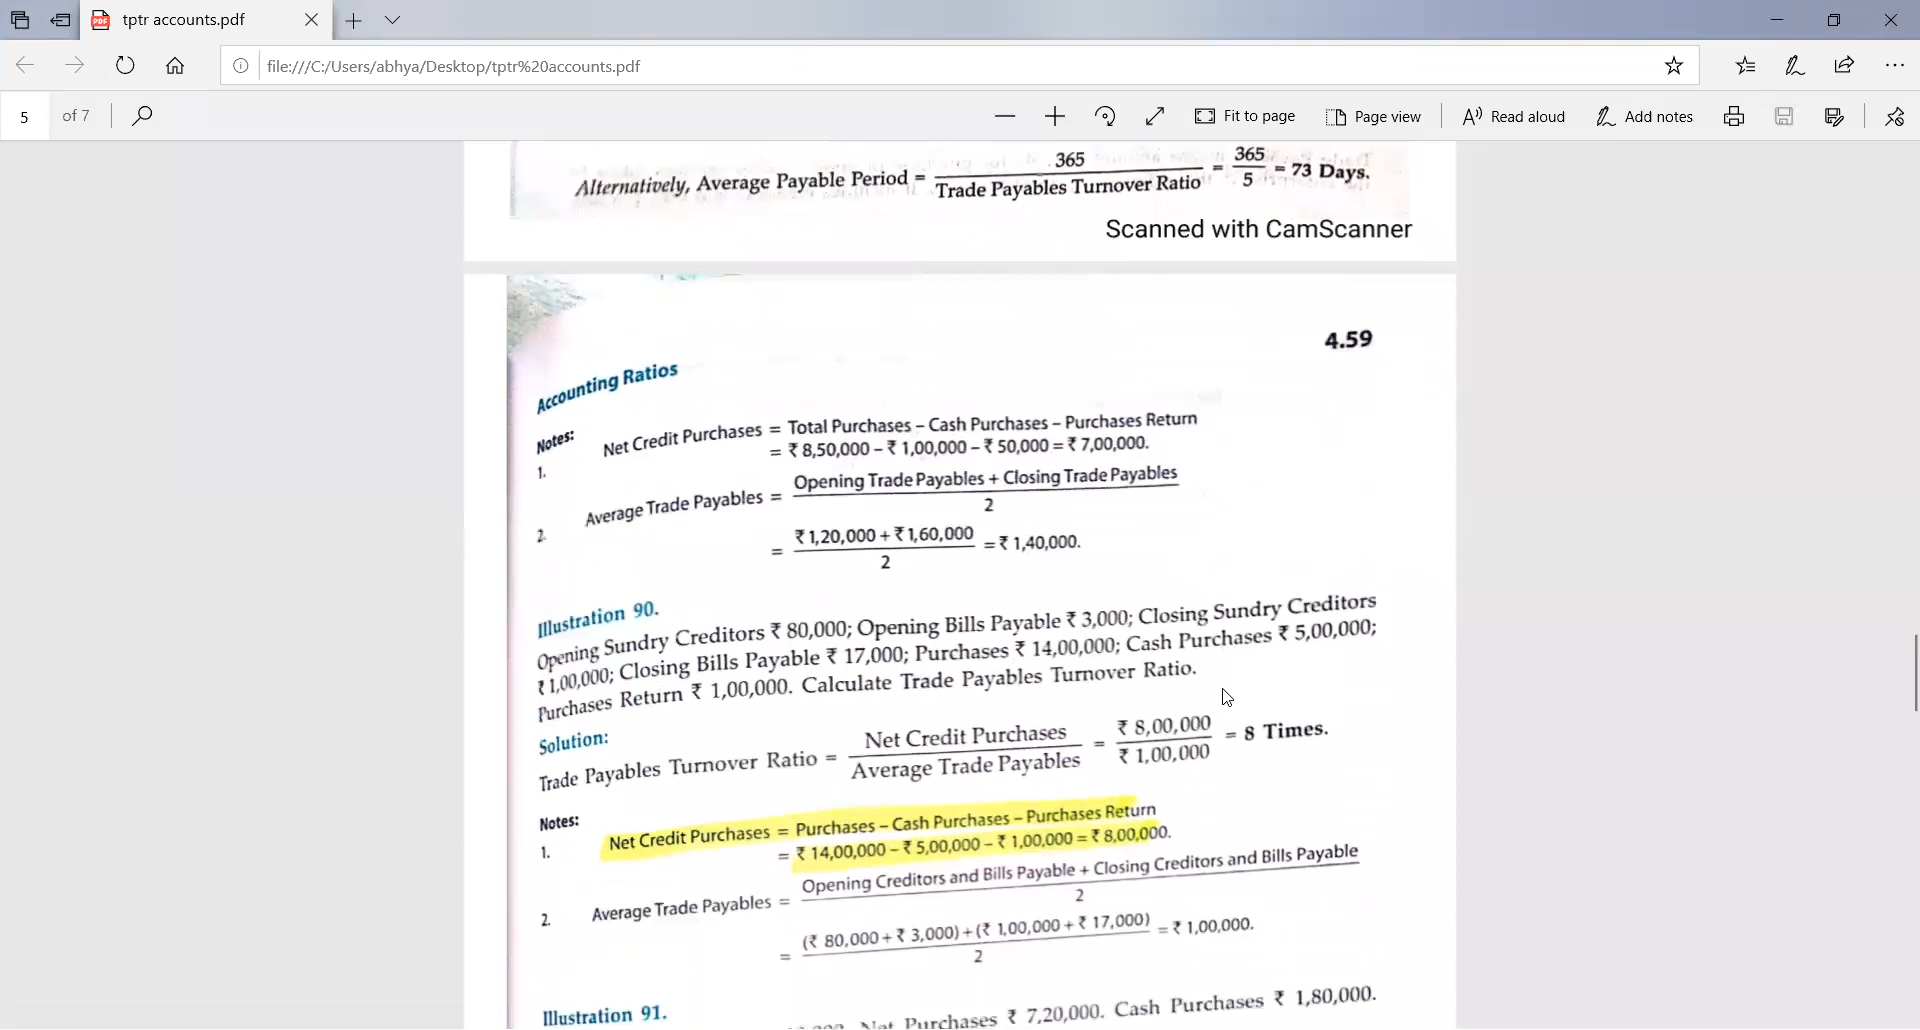 tptr accounts.pdf
file:///C:/Users/abhya/Desktop/tptr%20accounts.pdf
5 of 7 Fit to page Page view Read aloud Add notes
Alternatively, Average Payable Period = 365 / Trade Payables Turnover Ratio = 365 / 5 = 73 Days.
Scanned with CamScanner
4.59
Accounting Ratios
Notes:
1. Net Credit Purchases = Total Purchases – Cash Purchases – Purchases Return
= ₹ 8,50,000 – ₹ 1,00,000 – ₹ 50,000 = ₹ 7,00,000.
2. Average Trade Payables = Opening Trade Payables + Closing Trade Payables / 2
= ₹ 1,20,000 + ₹ 1,60,000 / 2 = ₹ 1,40,000.
Illustration 90.
Opening Sundry Creditors ₹ 80,000; Opening Bills Payable ₹ 3,000; Closing Sundry Creditors
₹ 1,00,000; Closing Bills Payable ₹ 17,000; Purchases ₹ 14,00,000; Cash Purchases ₹ 5,00,000;
Purchases Return ₹ 1,00,000. Calculate Trade Payables Turnover Ratio.
Solution:
Trade Payables Turnover Ratio = Net Credit Purchases / Average Trade Payables = ₹ 8,00,000 / ₹ 1,00,000 = 8 Times.
Notes:
1. Net Credit Purchases = Purchases – Cash Purchases – Purchases Return
= ₹ 14,00,000 – ₹ 5,00,000 – ₹ 1,00,000 = ₹ 8,00,000.
2. Average Trade Payables = Opening Creditors and Bills Payable + Closing Creditors and Bills Payable / 2
= (₹ 80,000 + ₹ 3,000) + (₹ 1,00,000 + ₹ 17,000) / 2 = ₹ 1,00,000.
Illustration 91.
Net Purchases ₹ 7,20,000. Cash Purchases ₹ 1,80,000.